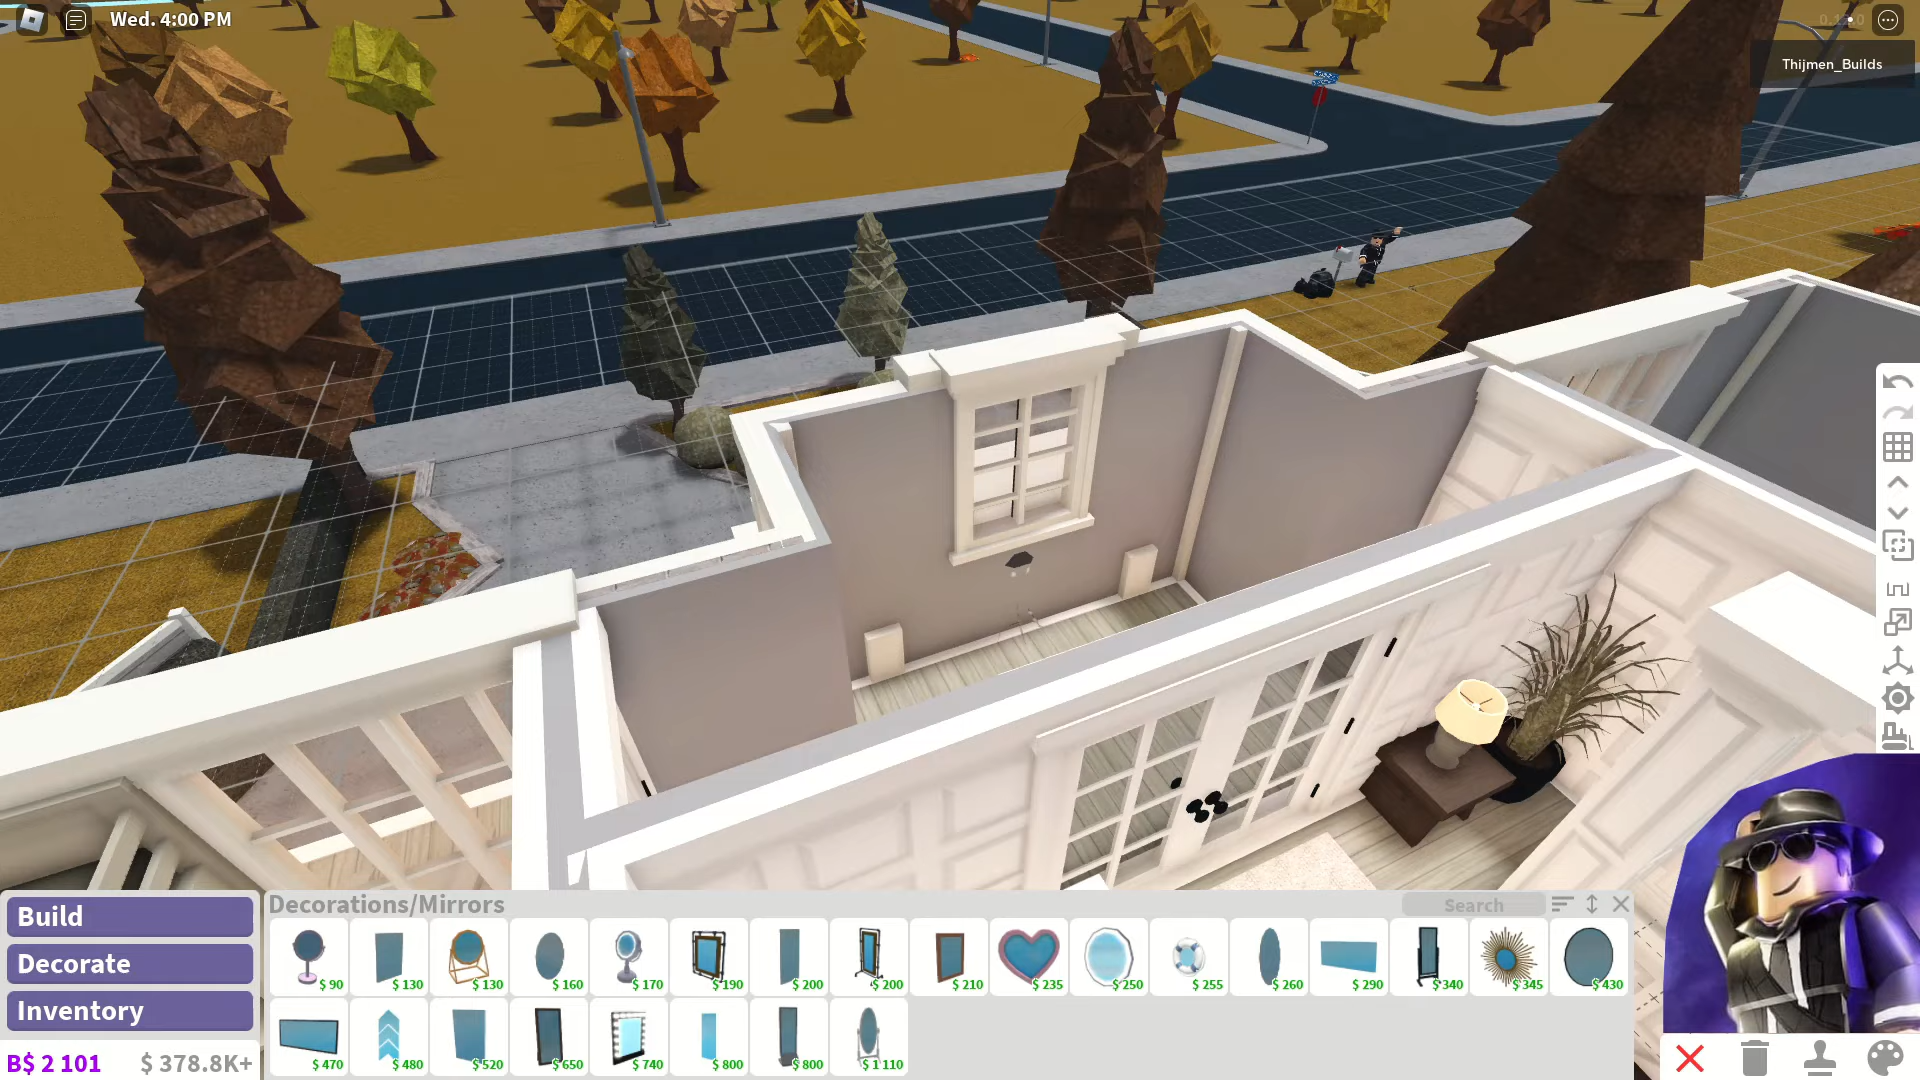 Wed. 4:00 PM
Thijmen_Builds
Decorations/Mirrors
Search
Build
Decorate
Inventory
B$ 2 101
$ 378.8K+
$ 90
$ 130
$ 130
$ 160
$ 170
$ 190
$ 200
$ 200
$ 210
$ 235
$ 250
$ 255
$ 260
$ 290
$ 340
$ 345
$ 430
$ 470
$ 480
$ 520
$ 650
$ 740
$ 800
$ 800
$ 1 110